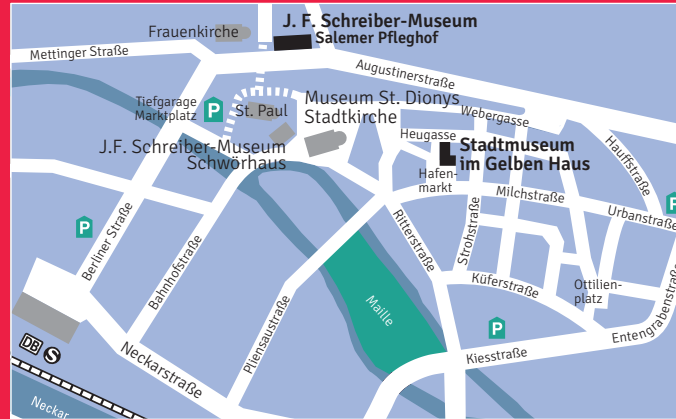 J. F. Schreiber-Museum
Salemer Pfleghof
Frauenkirche
Mettinger Straße
Augustinerstraße
Tiefgarage
Marktplatz
P
St. Paul
Museum St. Dionys
Stadtkirche
Webergasse
Heugasse
Stadtmuseum
im Gelben Haus
J.F. Schreiber-Museum
Schwörhaus
Hafen-
markt
Hauffstraße
Milchstraße
P
Urbanstraße
P
Berliner Straße
Bahnhofstraße
Ritterstraße
Strohstraße
Küferstraße
Ottilien-
platz
Maille
Pliensaustraße
P
Entengrabenstraße
Kiesstraße
DB
S
Neckarstraße
Neckar